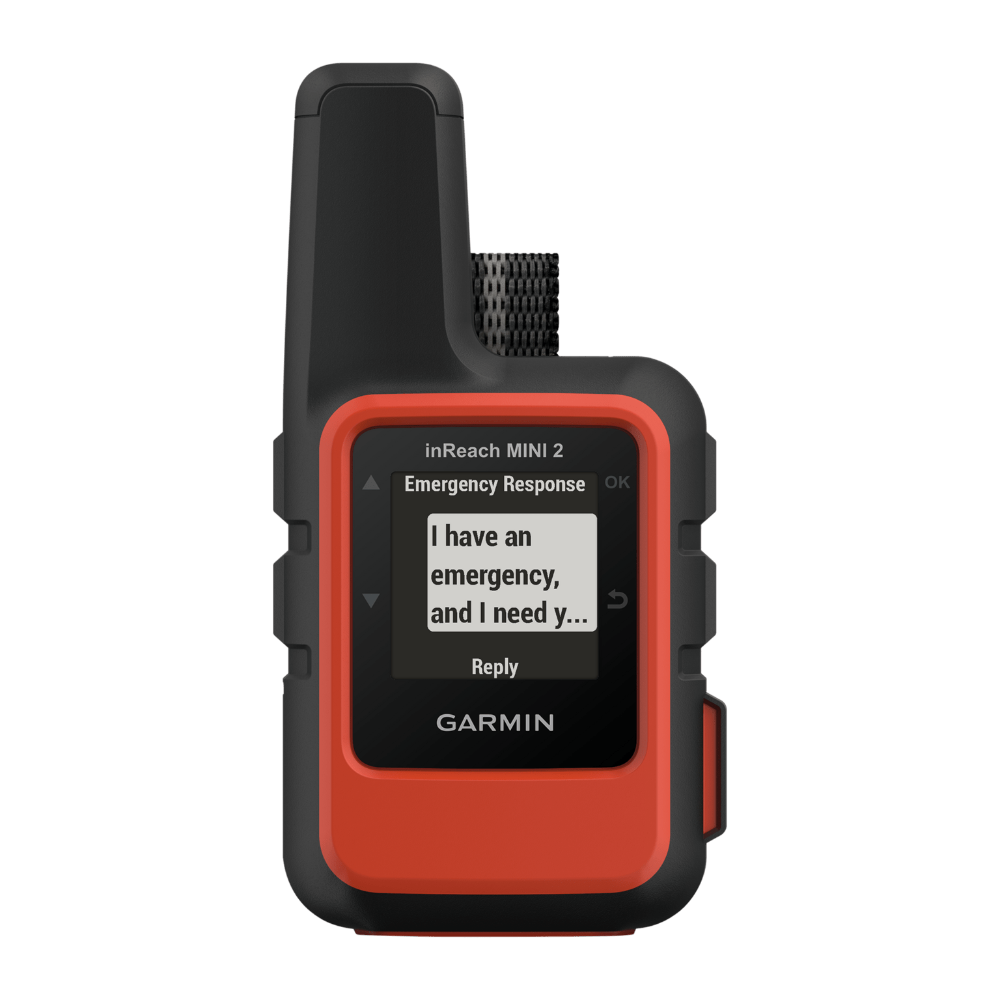 inReach MINI 2
Emergency Response
OK
I have an
emergency,
and I need y...
Reply
GARMIN